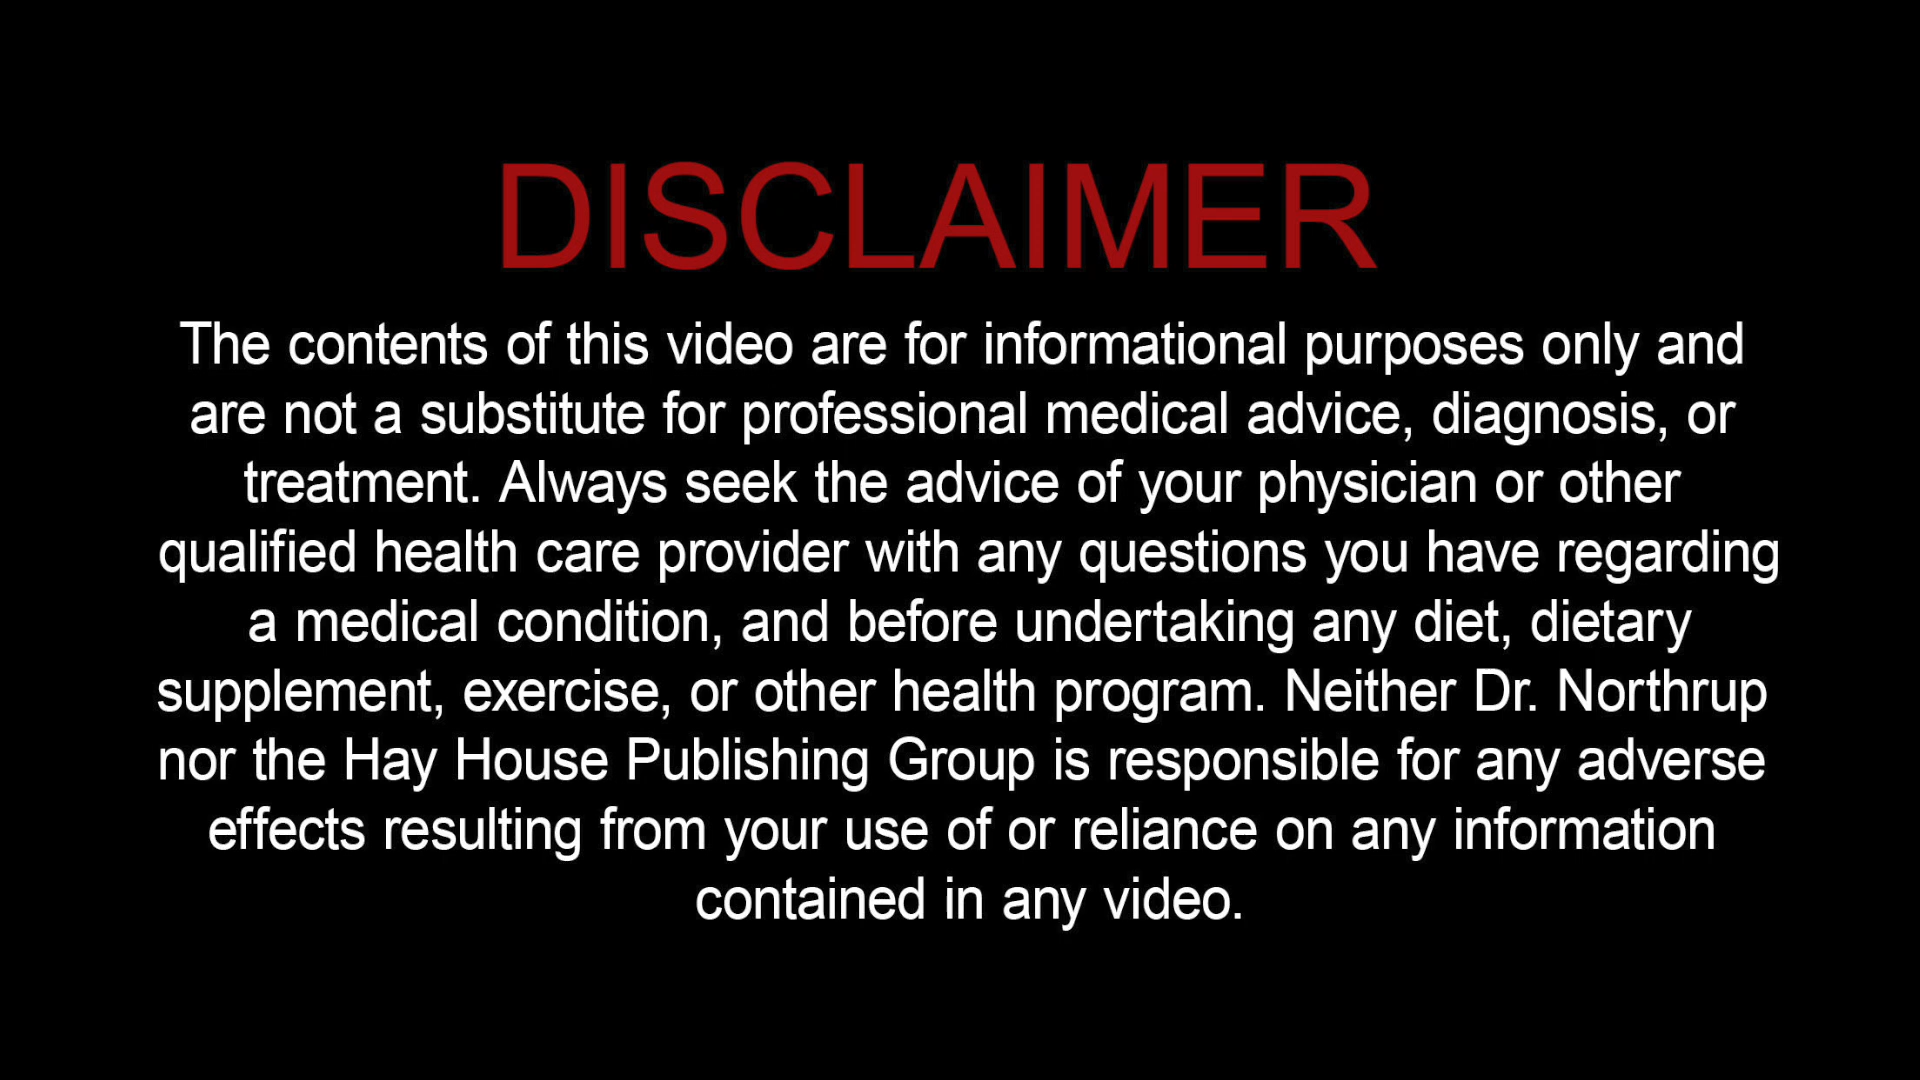 DISCLAIMER
The contents of this video are for informational purposes only and
are not a substitute for professional medical advice, diagnosis, or
treatment. Always seek the advice of your physician or other
qualified health care provider with any questions you have regarding
a medical condition, and before undertaking any diet, dietary
supplement, exercise, or other health program. Neither Dr. Northrup
nor the Hay House Publishing Group is responsible for any adverse
effects resulting from your use of or reliance on any information
contained in any video.